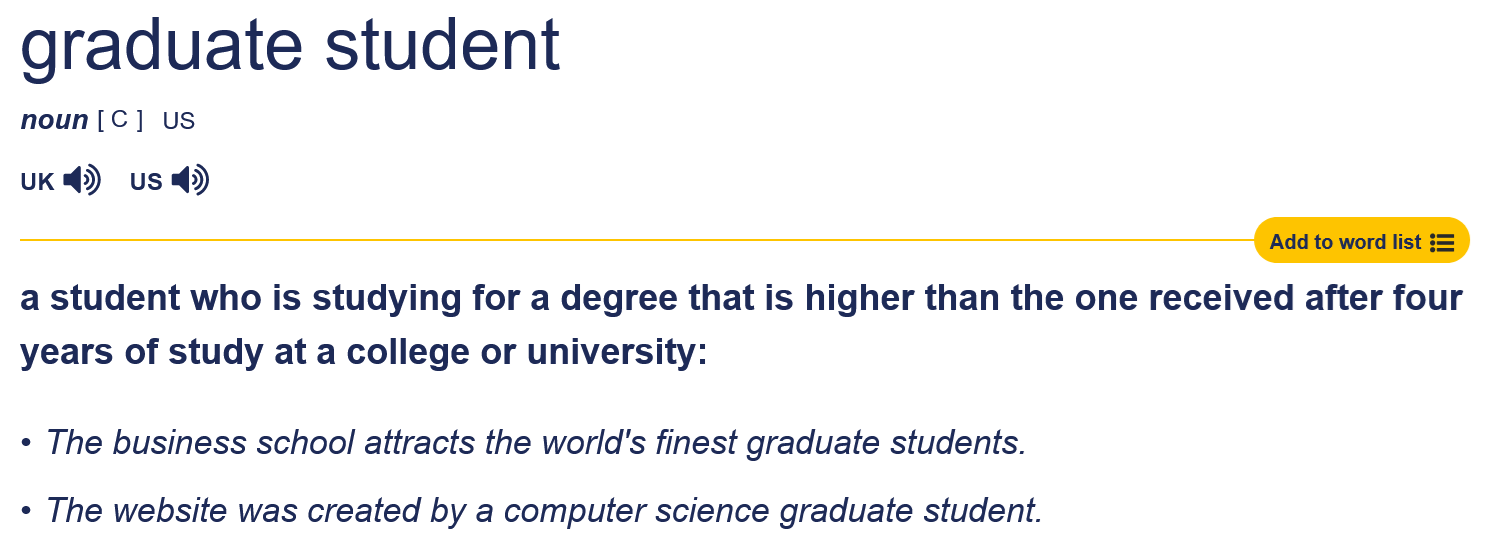 graduate student
noun [ C ] US
UK US
Add to word list
a student who is studying for a degree that is higher than the one received after four
years of study at a college or university:
• The business school attracts the world's finest graduate students.
• The website was created by a computer science graduate student.